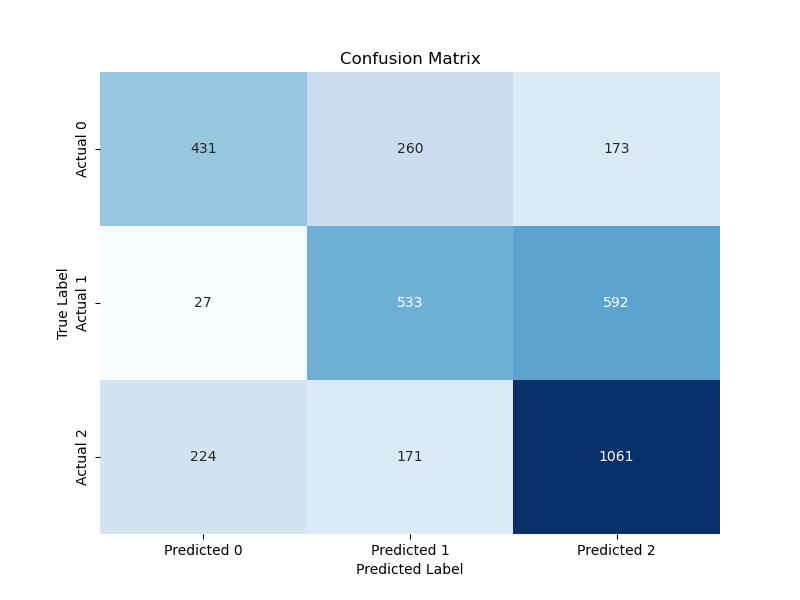 Confusion Matrix
True Label
Actual 0
431 260 173
Actual 1
27 533 592
Actual 2
224 171 1061
Predicted 0 Predicted 1 Predicted 2
Predicted Label